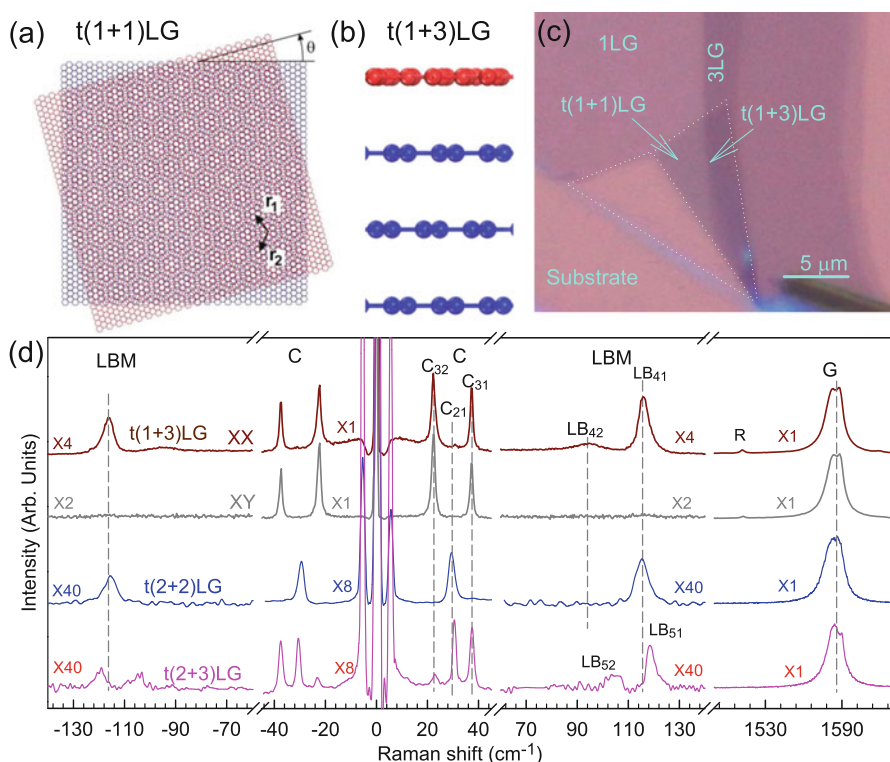 (a) t(1+1)LG
θ
r1
r2
(b) t(1+3)LG
(c)
1LG
3LG
t(1+1)LG
t(1+3)LG
Substrate
5 μm
(d)
LBM
C
C32
C
C21
C31
LBM
LB42
LB41
G
X4
t(1+3)LG
XX
X1
X4
R
X1
X2
XY
X1
X2
X1
X40
t(2+2)LG
X8
X40
X1
X40
t(2+3)LG
X8
LB52
LB51
X40
X1
Intensity (Arb. Units)
-130 -110 -90 -70 -40 -20 0 20 40 70 90 110 130 1530 1590
Raman shift (cm-1)